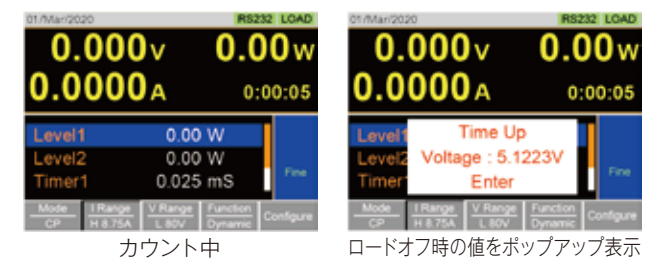 01/Mar/2020 RS232 LOAD
0.000V 0.00W
0.0000A 0:00:05
Level1 0.00 W
Level2 0.00 W
Timer1 0.025 mS
Fine
Mode I Range V Range Function Configure
CP H 8.75A L 80V Dynamic
カウント中
01/Mar/2020 RS232 LOAD
0.000V 0.00W
0.0000A 0:00:05
Level1
Level2
Timer
Time Up
Voltage : 5.1223V
Enter
Fine
Mode I Range V Range Function Configure
CP H 8.75A L 80V Dynamic
ロードオフ時の値をポップアップ表示